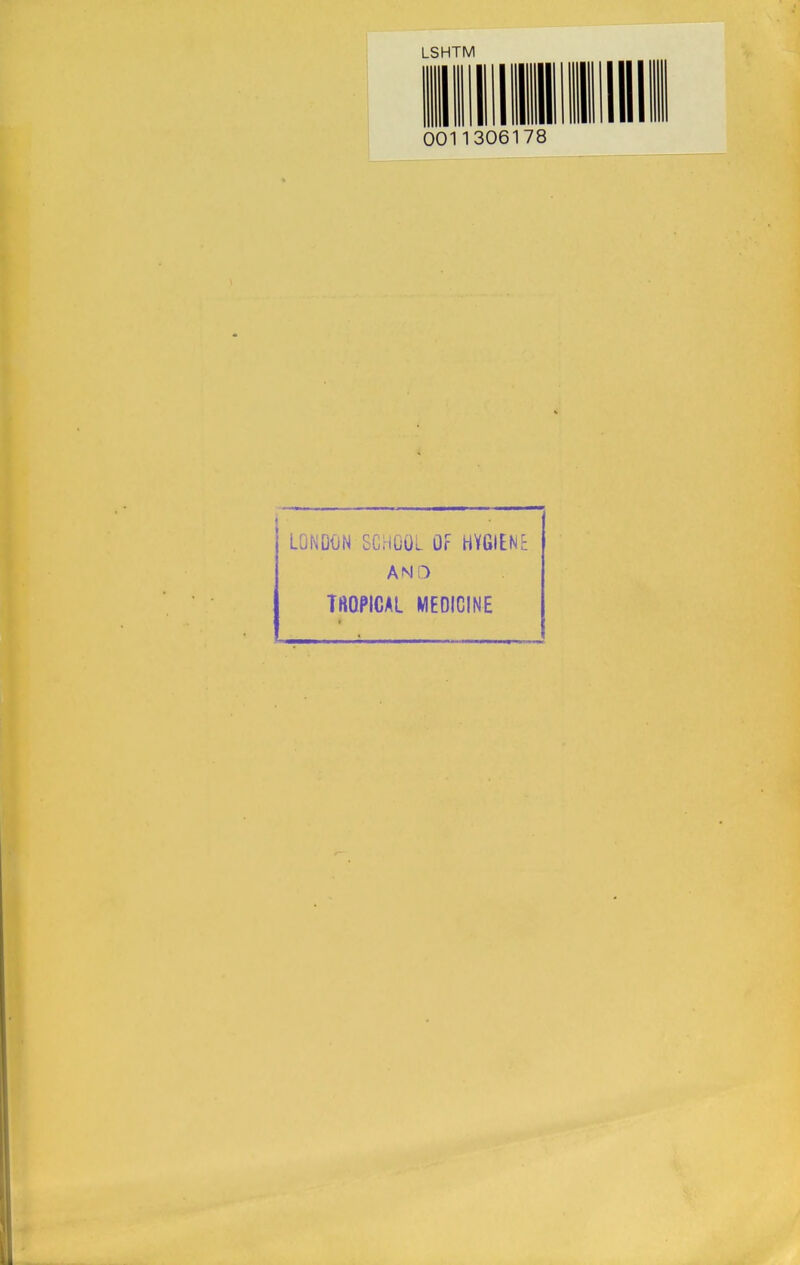 LSHTM
0011306178
LONDON SCHOOL OF HYGIENE
AND
TROPICAL MEDICINE